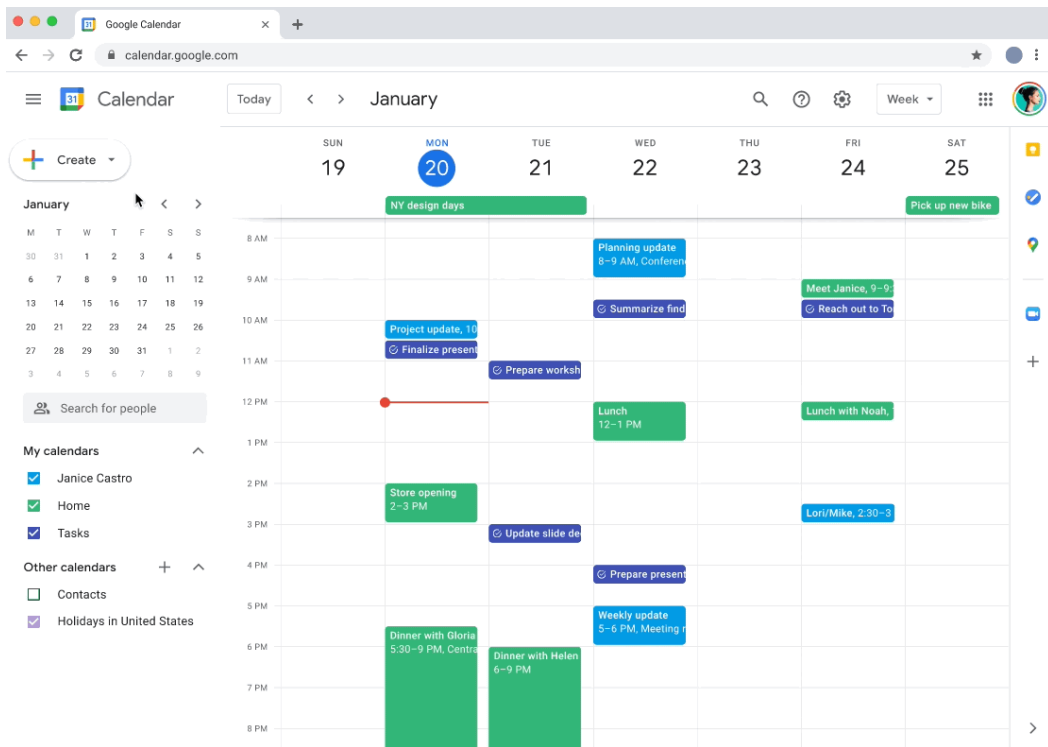 Google Calendar
calendar.google.com
31 Calendar
Today
January
Week
Create
SUN MON TUE WED THU FRI SAT
19 20 21 22 23 24 25
NY design days
Pick up new bike
January
M T W T F S S
30 31 1 2 3 4 5
6 7 8 9 10 11 12
13 14 15 16 17 18 19
20 21 22 23 24 25 26
27 28 29 30 31 1 2
3 4 5 6 7 8 9
Search for people
My calendars
Janice Castro
Home
Tasks
Other calendars
Contacts
Holidays in United States
8 AM
Planning update
8–9 AM, Conferen
9 AM
Meet Janice, 9–9:
Summarize find
Reach out to To
10 AM
Project update, 10
Finalize present
11 AM
Prepare worksh
12 PM
Lunch
12–1 PM
Lunch with Noah,
1 PM
2 PM
Store opening
2–3 PM
Lori/Mike, 2:30–3
3 PM
Update slide de
4 PM
Prepare present
5 PM
Weekly update
5–6 PM, Meeting r
Dinner with Gloria
5:30–9 PM, Centra
6 PM
Dinner with Helen
6–9 PM
7 PM
8 PM